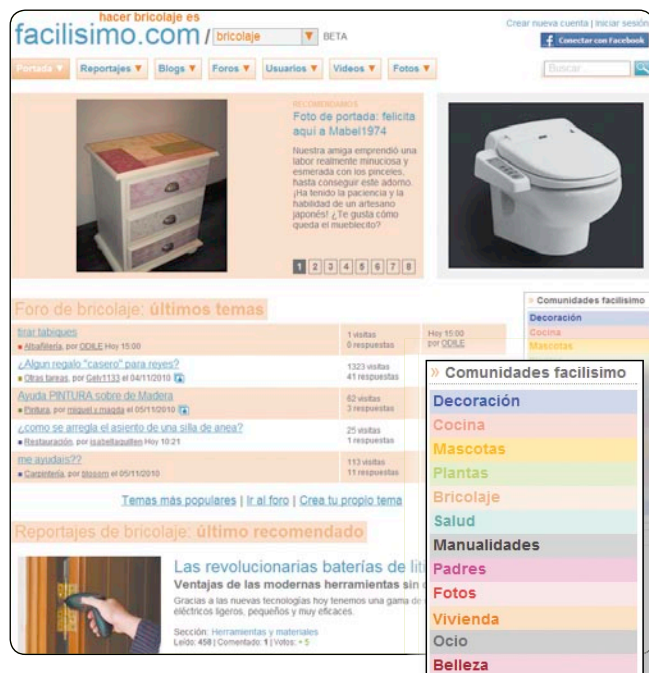 hacer bricolaje es
facilisimo.com / bricolaje ▼ BETA
Crear nueva cuenta | Iniciar sesión
Conectar con Facebook
Portada ▼ Reportajes ▼ Blogs ▼ Foros ▼ Usuarios ▼ Videos ▼ Fotos ▼
Buscar
RECOMENDAMOS
Foto de portada: felicita
aquí a Mabel1974
Nuestra amiga emprendió una
labor realmente minuciosa y
esmerada con los pinceles,
hasta conseguir este adorno.
¡Ha tenido la paciencia y la
habilidad de un artesano
japonés! ¿Te gusta cómo
queda el mueblecito?
1 2 3 4 5 6 7 8
Foro de bricolaje: últimos temas
tirar tabiques
Albañilería, por ODILE Hoy 15:00
1 visitas
0 respuestas
Hoy 15:00
por ODILE
¿Algun regalo "casero" para reyes?
Otras tareas, por Gels1133 el 04/11/2010
1323 visitas
41 respuestas
Ayuda PINTURA sobre de Madera
Pintura, por miquel y magda el 05/11/2010
62 visitas
3 respuestas
¿como se arregla el asiento de una silla de anea?
Restauración, por isabellaguillen Hoy 10:21
25 visitas
1 respuestas
me ayudais??
Carpintería, por blosom el 05/11/2010
113 visitas
11 respuestas
Temas más populares | Ir al foro | Crea tu propio tema
Reportajes de bricolaje: último recomendado
Las revolucionarias baterías de lit
Ventajas de las modernas herramientas sin
Gracias a las nuevas tecnologías hoy tenemos una gama de
eléctricos ligeros, pequeños y muy eficaces.
Sección: Herramientas y materiales
Leído: 458 | Comentado: 1 | Votos: + 5
» Comunidades facilisimo
Decoración
Cocina
Mascotas
» Comunidades facilisimo
Decoración
Cocina
Mascotas
Plantas
Bricolaje
Salud
Manualidades
Padres
Fotos
Vivienda
Ocio
Belleza